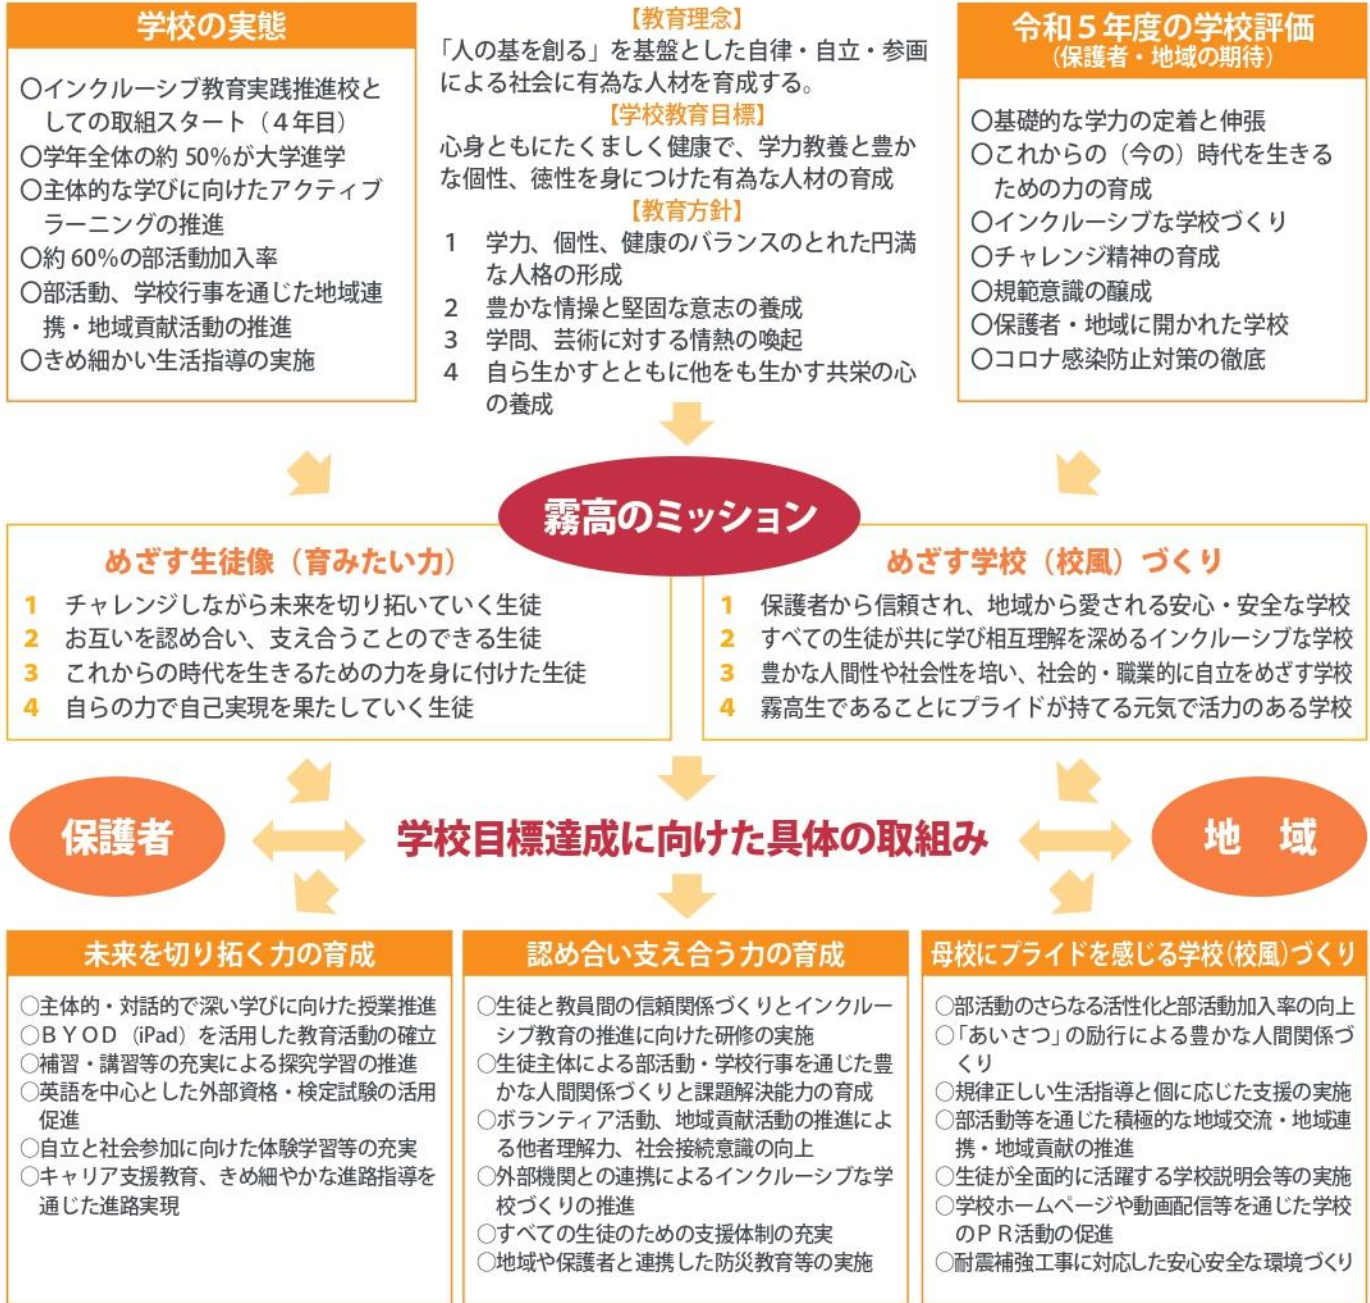 学校の実態
〇インクルーシブ教育実践推進校と
しての取組スタート（４年目）
〇学年全体の約 50％が大学進学
〇主体的な学びに向けたアクティブ
ラーニングの推進
〇約 60％の部活動加入率
〇部活動、学校行事を通じた地域連
携・地域貢献活動の推進
〇きめ細かい生活指導の実施
【教育理念】
「人の基を創る」を基盤とした自律・自立・参画
による社会に有為な人材を育成する。
【学校教育目標】
心身ともにたくましく健康で、学力教養と豊か
な個性、徳性を身につけた有為な人材の育成
【教育方針】
1 学力、個性、健康のバランスのとれた円満
な人格の形成
2 豊かな情操と堅固な意志の養成
3 学問、芸術に対する情熱の喚起
4 自ら生かすとともに他をも生かす共栄の心
の養成
令和５年度の学校評価
（保護者・地域の期待）
〇基礎的な学力の定着と伸張
〇これからの（今の）時代を生きる
ための力の育成
〇インクルーシブな学校づくり
〇チャレンジ精神の育成
〇規範意識の醸成
〇保護者・地域に開かれた学校
〇コロナ感染防止対策の徹底
霧高のミッション
めざす生徒像（育みたい力）
1 チャレンジしながら未来を切り拓いていく生徒
2 お互いを認め合い、支え合うことのできる生徒
3 これからの時代を生きるための力を身に付けた生徒
4 自らの力で自己実現を果たしていく生徒
めざす学校（校風）づくり
1 保護者から信頼され、地域から愛される安心・安全な学校
2 すべての生徒が共に学び相互理解を深めるインクルーシブな学校
3 豊かな人間性や社会性を培い、社会的・職業的に自立をめざす学校
4 霧高生であることにプライドが持てる元気で活力のある学校
保護者
学校目標達成に向けた具体の取組み
地　域
未来を切り拓く力の育成
○主体的・対話的で深い学びに向けた授業推進
○ＢＹＯＤ（iPad）を活用した教育活動の確立
○補習・講習等の充実による探究学習の推進
○英語を中心とした外部資格・検定試験の活用
促進
○自立と社会参加に向けた体験学習等の充実
○キャリア支援教育、きめ細やかな進路指導を
通じた進路実現
認め合い支え合う力の育成
○生徒と教員間の信頼関係づくりとインクルー
シブ教育の推進に向けた研修の実施
○生徒主体による部活動・学校行事を通じた豊
かな人間関係づくりと課題解決能力の育成
○ボランティア活動、地域貢献活動の推進によ
る他者理解力、社会接続意識の向上
○外部機関との連携によるインクルーシブな学
校づくりの推進
○すべての生徒のための支援体制の充実
○地域や保護者と連携した防災教育等の実施
母校にプライドを感じる学校（校風）づくり
○部活動のさらなる活性化と部活動加入率の向上
○「あいさつ」の励行による豊かな人間関係づ
くり
○規律正しい生活指導と個に応じた支援の実施
○部活動等を通じた積極的な地域交流・地域連
携・地域貢献の推進
○生徒が全面的に活躍する学校説明会等の実施
○学校ホームページや動画配信等を通じた学校
のＰＲ活動の促進
○耐震補強工事に対応した安心安全な環境づくり